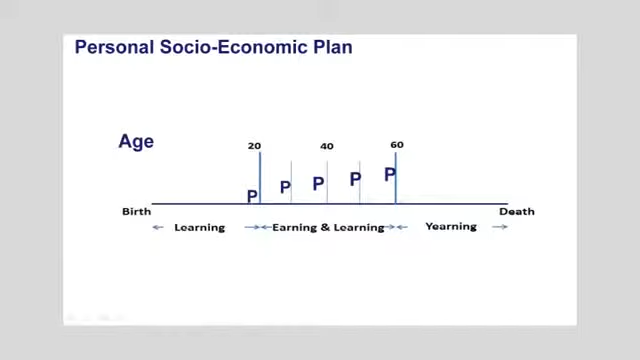 Personal Socio-Economic Plan
Age
20 40 60
P P P P P
Birth Death
Learning Earning & Learning Yearning